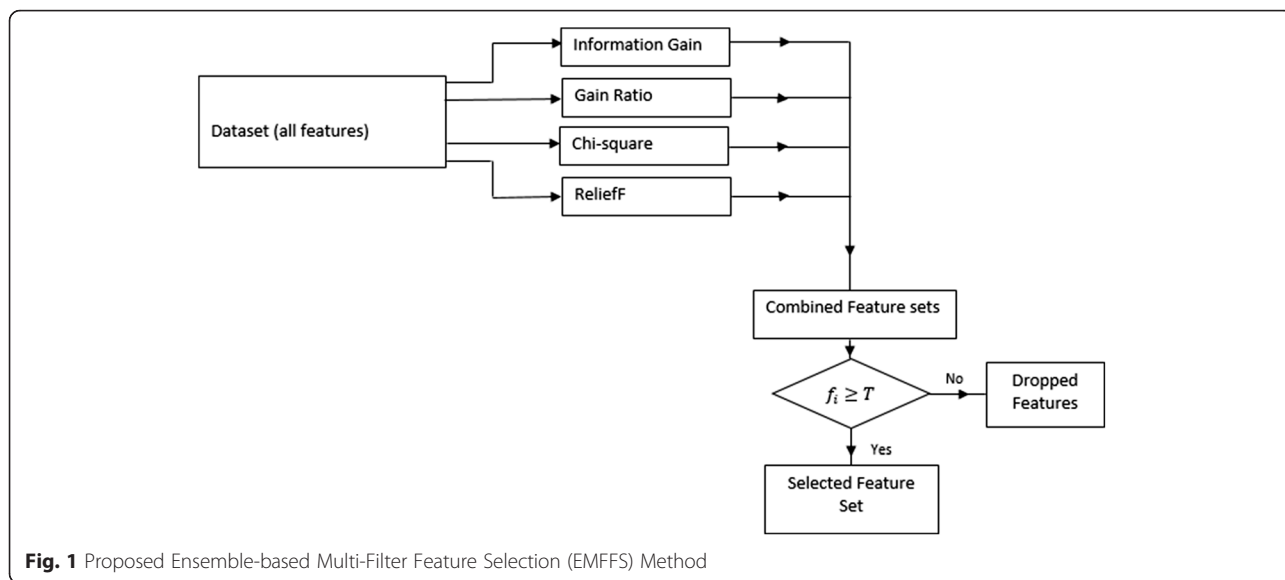 Dataset (all features)
Information Gain
Gain Ratio
Chi-square
ReliefF
Combined Feature sets
f_i ≥ T
No
Dropped
Features
Yes
Selected Feature
Set
Fig. 1 Proposed Ensemble-based Multi-Filter Feature Selection (EMFFS) Method